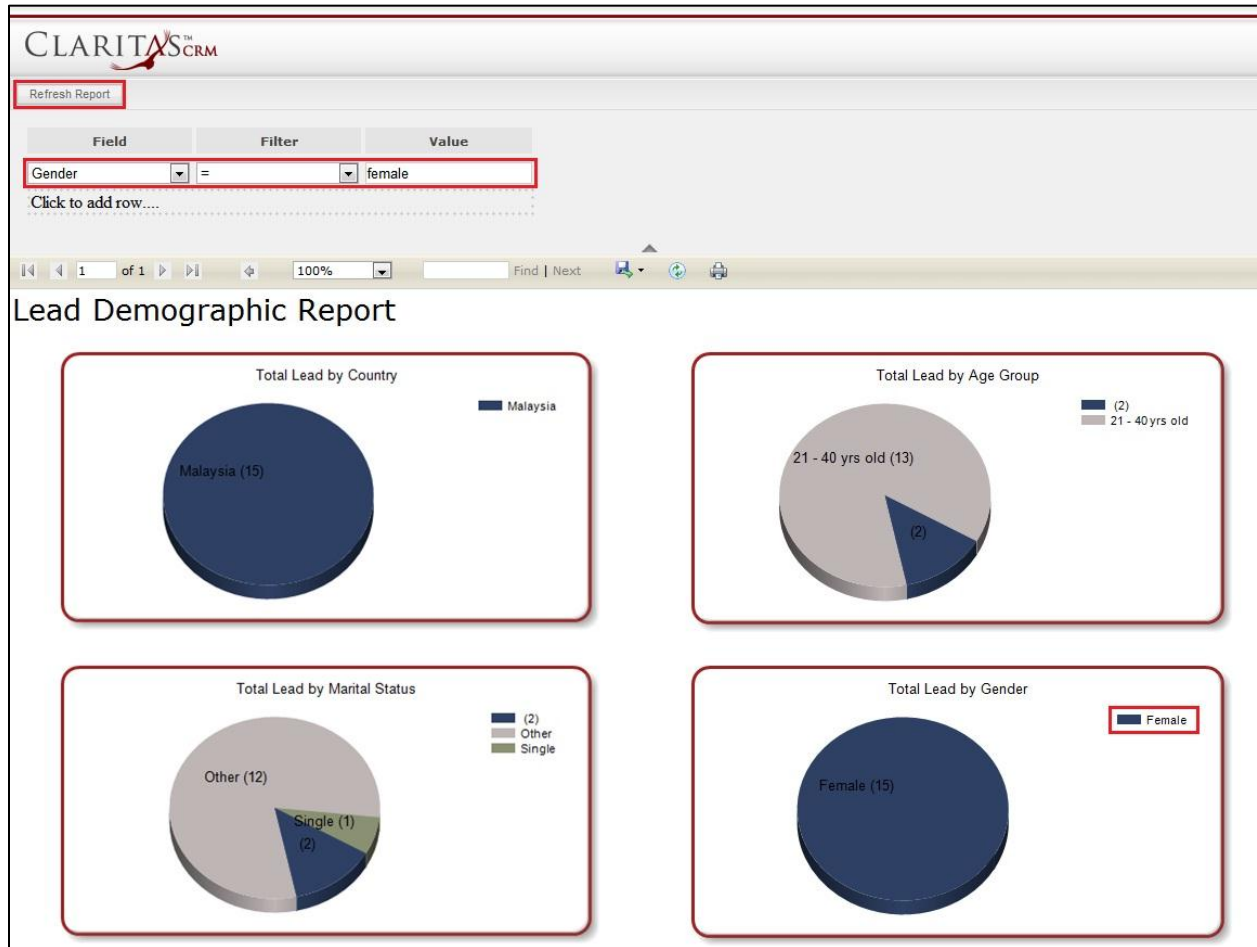 CLARITAS™CRM
Refresh Report
Field Filter Value
Gender = female
Click to add row....
1 of 1 100% Find | Next
Lead Demographic Report
Total Lead by Country
Malaysia
Malaysia (15)
Total Lead by Age Group
(2)
21 - 40 yrs old
21 - 40 yrs old (13)
(2)
Total Lead by Marital Status
(2)
Other
Single
Other (12)
Single (1)
(2)
Total Lead by Gender
Female
Female (15)